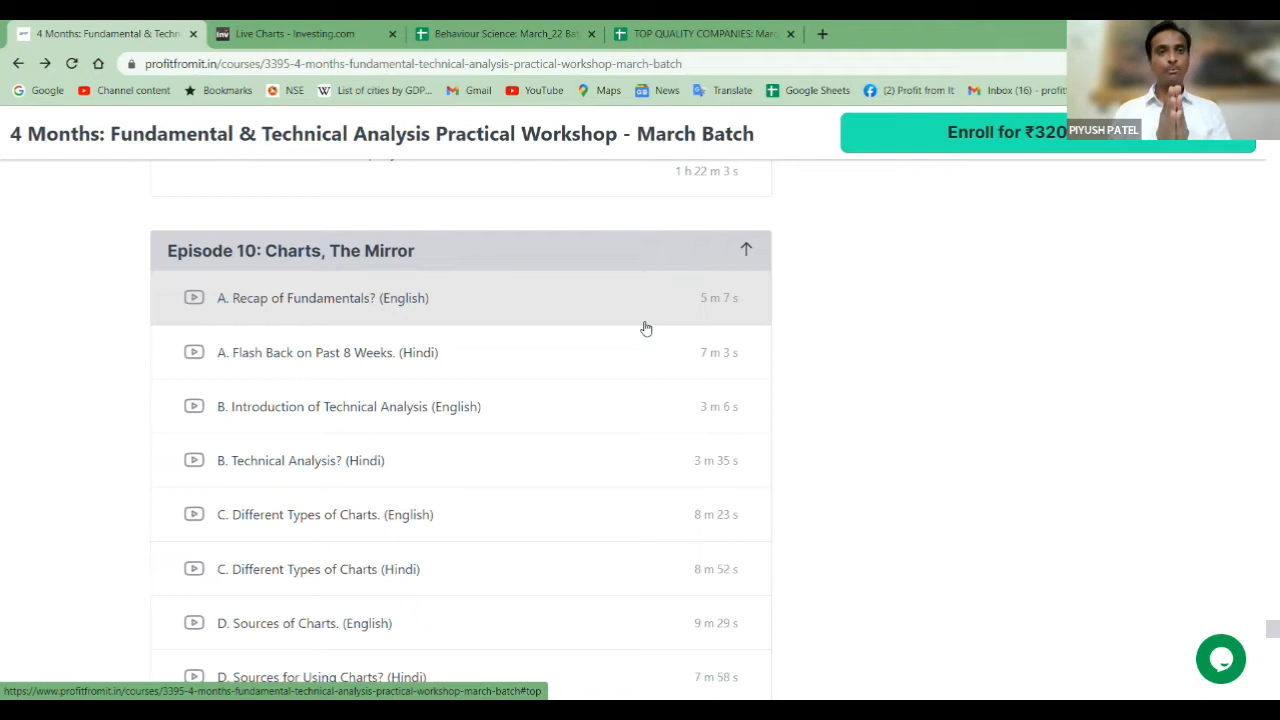 4 Months: Fundamental & Techn
Live Charts - Investing.com
Behaviour Science: March_22 Ba
TOP QUALITY COMPANIES: Marc
profitfromit.in/courses/3395-4-months-fundamental-technical-analysis-practical-workshop-march-batch
Google
Channel content
Bookmarks
NSE
List of cities by GDP...
Gmail
YouTube
Maps
News
Translate
Google Sheets
(2) Profit from It
Inbox (16) - profit
PIYUSH PATEL
4 Months: Fundamental & Technical Analysis Practical Workshop - March Batch
Enroll for ₹320
1 h 22 m 3 s
Episode 10: Charts, The Mirror
A. Recap of Fundamentals? (English) 5 m 7 s
A. Flash Back on Past 8 Weeks. (Hindi) 7 m 3 s
B. Introduction of Technical Analysis (English) 3 m 6 s
B. Technical Analysis? (Hindi) 3 m 35 s
C. Different Types of Charts. (English) 8 m 23 s
C. Different Types of Charts (Hindi) 8 m 52 s
D. Sources of Charts. (English) 9 m 29 s
D. Sources for Using Charts? (Hindi) 7 m 58 s
https://www.profitfromit.in/courses/3395-4-months-fundamental-technical-analysis-practical-workshop-march-batch#top